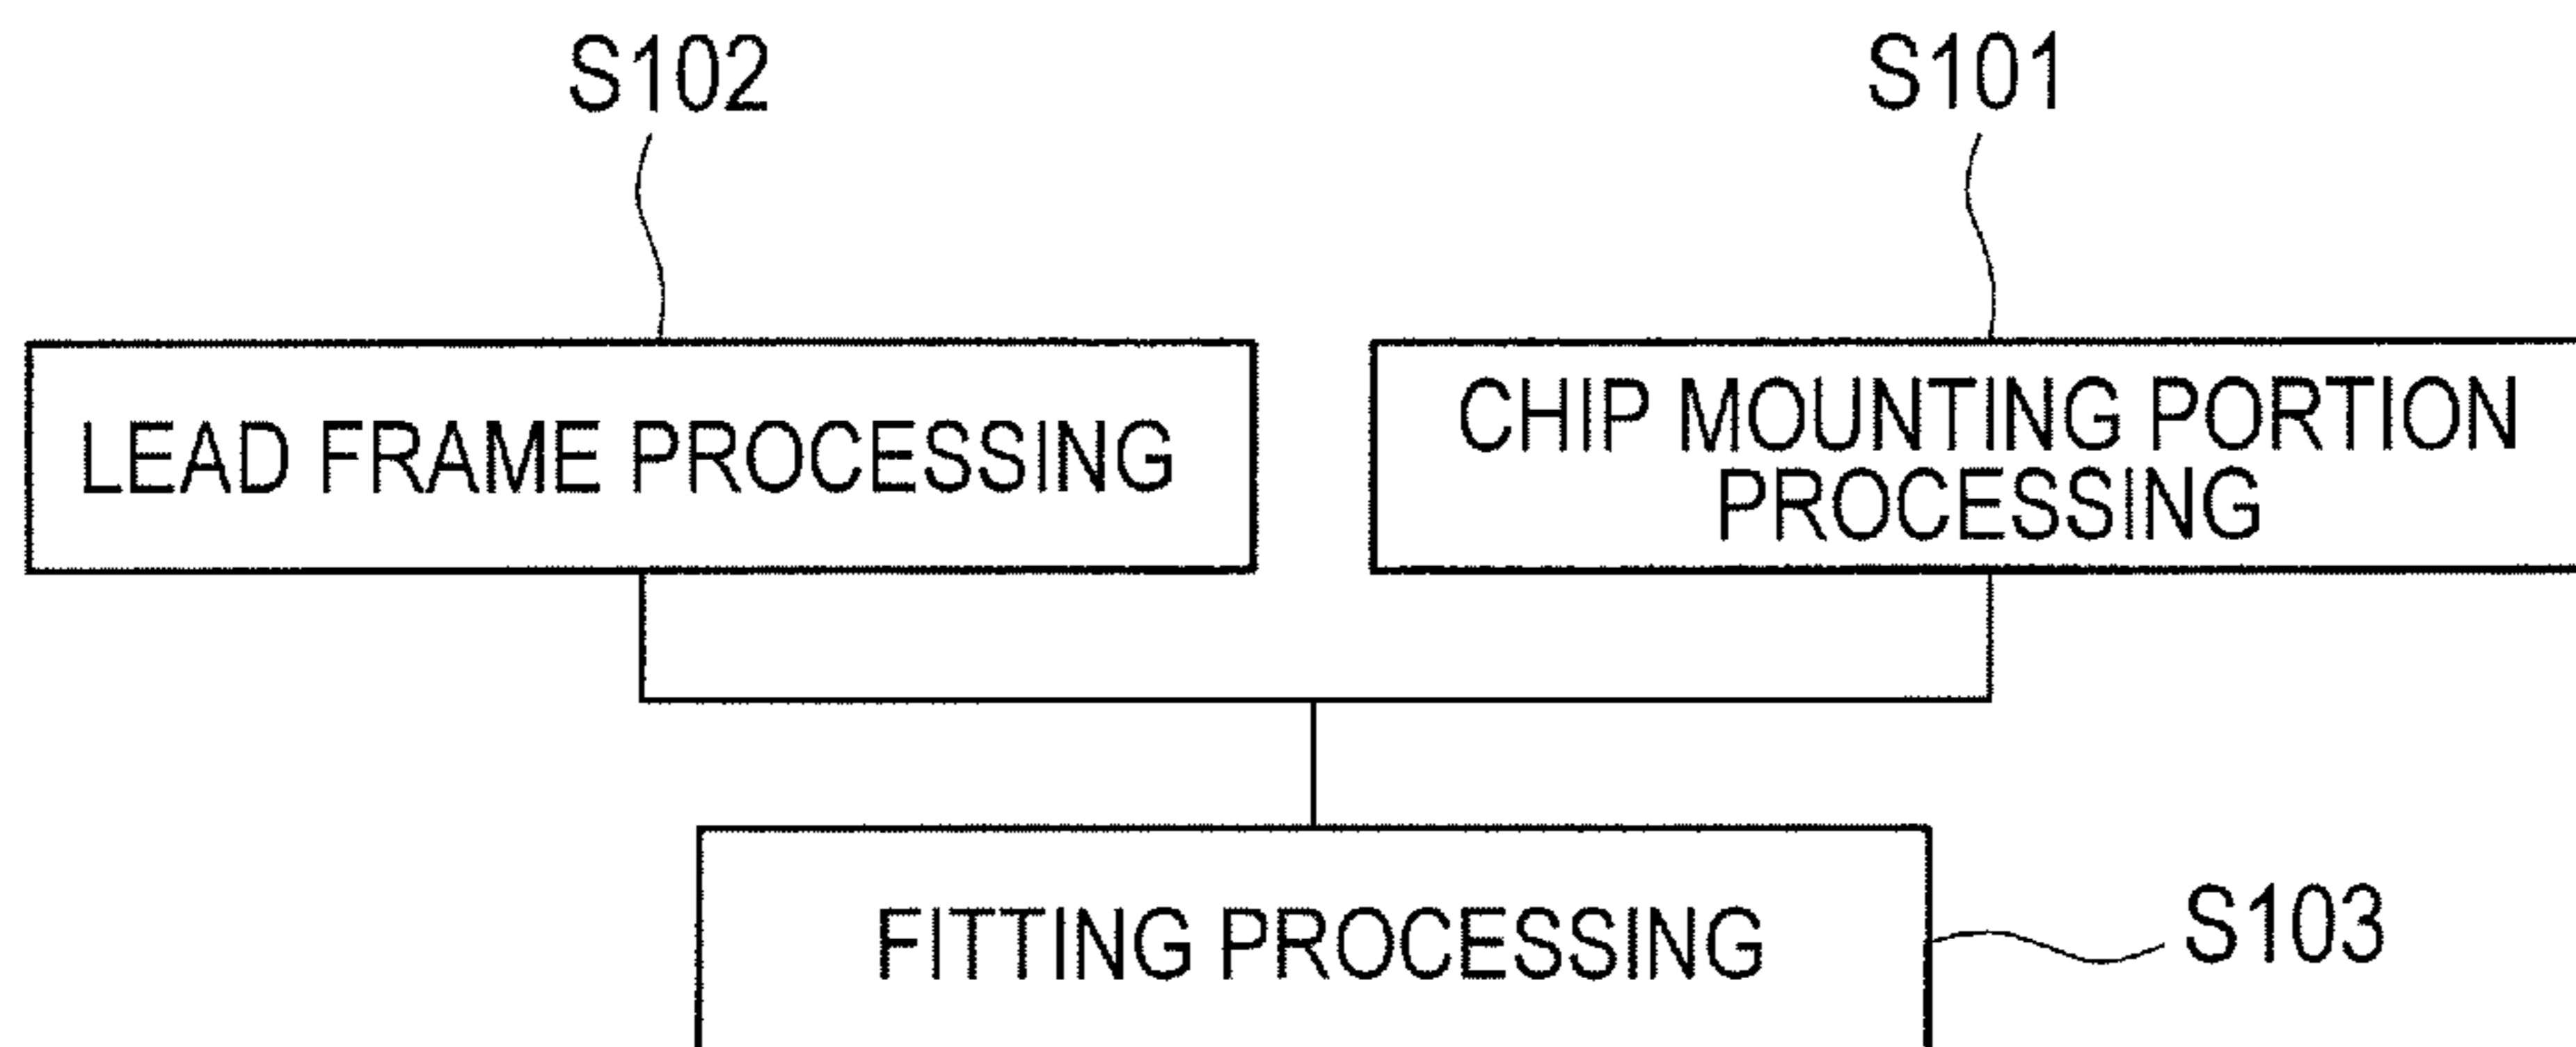 S102
S101
LEAD FRAME PROCESSING
CHIP MOUNTING PORTION
PROCESSING
FITTING PROCESSING
S103